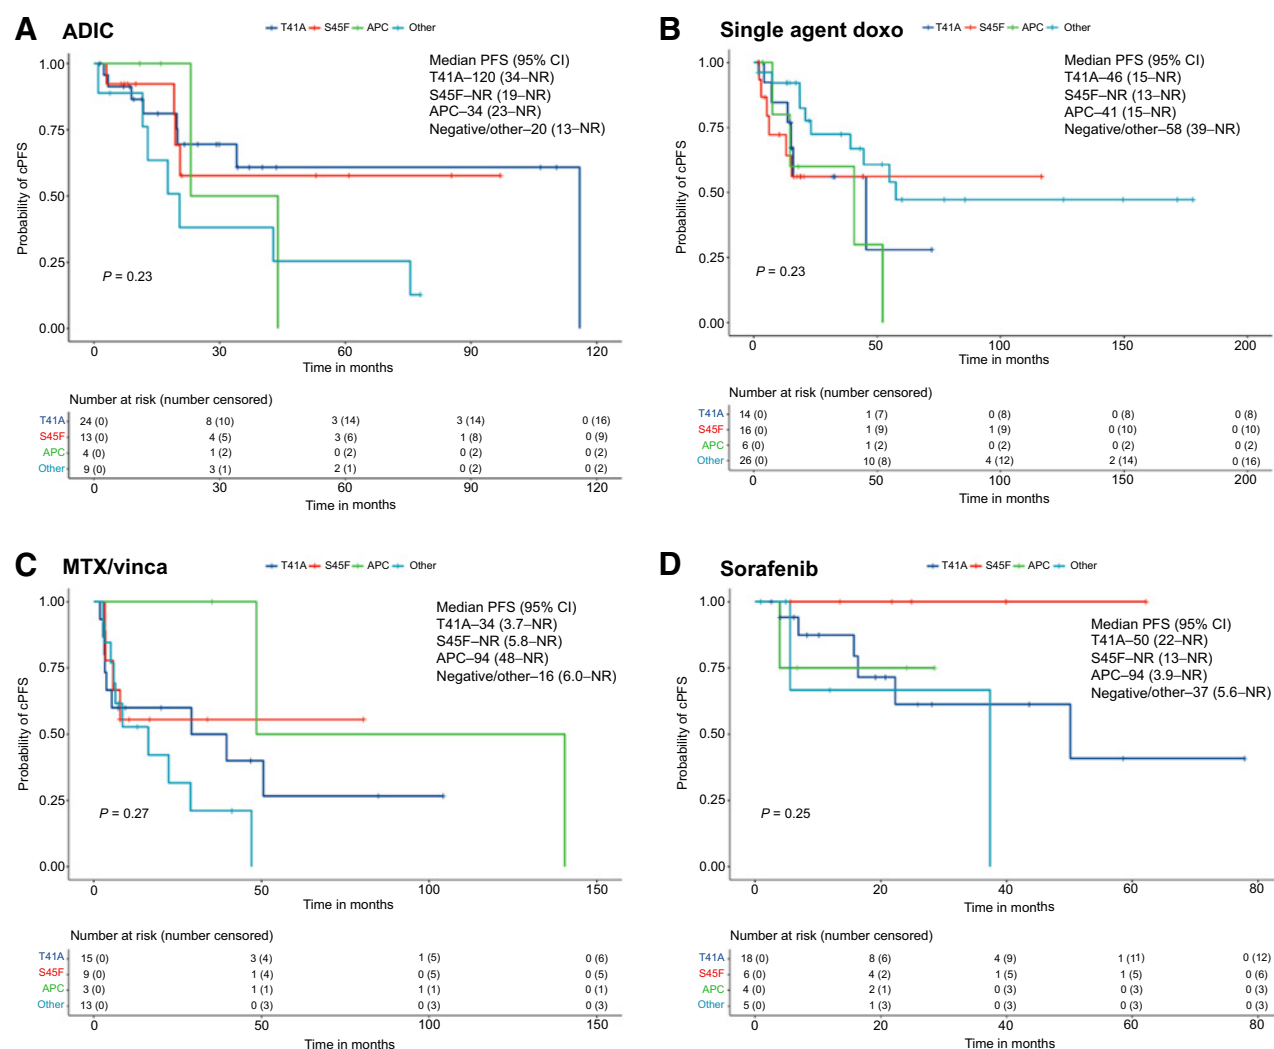 A ADIC
T41A S45F APC Other
Median PFS (95% CI)
T41A–120 (34–NR)
S45F–NR (19–NR)
APC–34 (23–NR)
Negative/other–20 (13–NR)
Probability of cPFS
1.00
0.75
0.50
0.25
0.00
P = 0.23
0 30 60 90 120
Time in months
Number at risk (number censored)
T41A 24 (0) 8 (10) 3 (14) 3 (14) 0 (16)
S45F 13 (0) 4 (5) 3 (6) 1 (8) 0 (9)
APC 4 (0) 1 (2) 0 (2) 0 (2) 0 (2)
Other 9 (0) 3 (1) 2 (1) 0 (2) 0 (2)
0 30 60 90 120
Time in months
B Single agent doxo
T41A S45F APC Other
Median PFS (95% CI)
T41A–46 (15–NR)
S45F–NR (13–NR)
APC–41 (15–NR)
Negative/other–58 (39–NR)
Probability of cPFS
1.00
0.75
0.50
0.25
0.00
P = 0.23
0 50 100 150 200
Time in months
Number at risk (number censored)
T41A 14 (0) 1 (7) 0 (8) 0 (8) 0 (8)
S45F 16 (0) 1 (9) 1 (9) 0 (10) 0 (10)
APC 6 (0) 1 (2) 0 (2) 0 (2) 0 (2)
Other 26 (0) 10 (8) 4 (12) 2 (14) 0 (16)
0 50 100 150 200
Time in months
C MTX/vinca
T41A S45F APC Other
Median PFS (95% CI)
T41A–34 (3.7–NR)
S45F–NR (5.8–NR)
APC–94 (48–NR)
Negative/other–16 (6.0–NR)
Probability of cPFS
1.00
0.75
0.50
0.25
0.00
P = 0.27
0 50 100 150
Time in months
Number at risk (number censored)
T41A 15 (0) 3 (4) 1 (5) 0 (6)
S45F 9 (0) 1 (4) 0 (5) 0 (5)
APC 3 (0) 1 (1) 1 (1) 0 (1)
Other 13 (0) 0 (3) 0 (3) 0 (3)
0 50 100 150
Time in months
D Sorafenib
T41A S45F APC Other
Median PFS (95% CI)
T41A–50 (22–NR)
S45F–NR (13–NR)
APC–94 (3.9–NR)
Negative/other–37 (5.6–NR)
Probability of cPFS
1.00
0.75
0.50
0.25
0.00
P = 0.25
0 20 40 60 80
Time in months
Number at risk (number censored)
T41A 18 (0) 8 (6) 4 (9) 1 (11) 0 (12)
S45F 6 (0) 4 (2) 1 (5) 1 (5) 0 (6)
APC 4 (0) 2 (1) 0 (3) 0 (3) 0 (3)
Other 5 (0) 1 (3) 0 (3) 0 (3) 0 (3)
0 20 40 60 80
Time in months